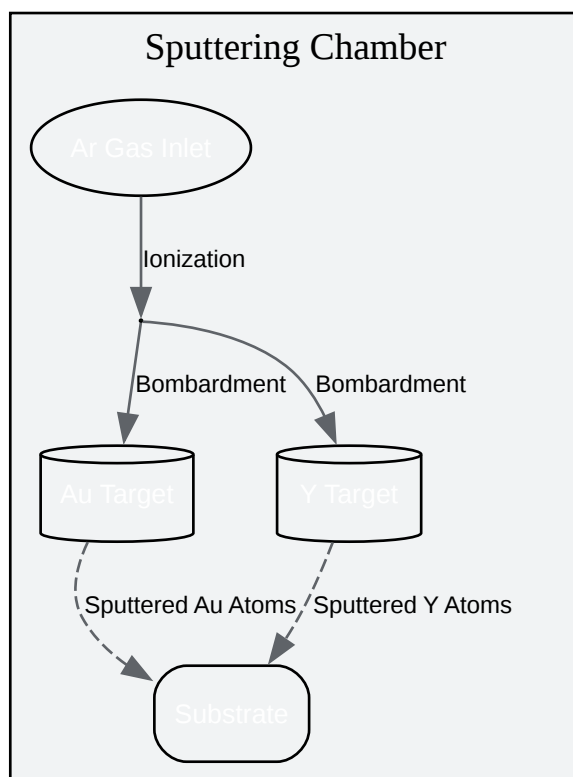 Sputtering Chamber
Ar Gas Inlet
Ionization
Bombardment
Bombardment
Au Target
Y Target
Sputtered Au Atoms
Sputtered Y Atoms
Substrate